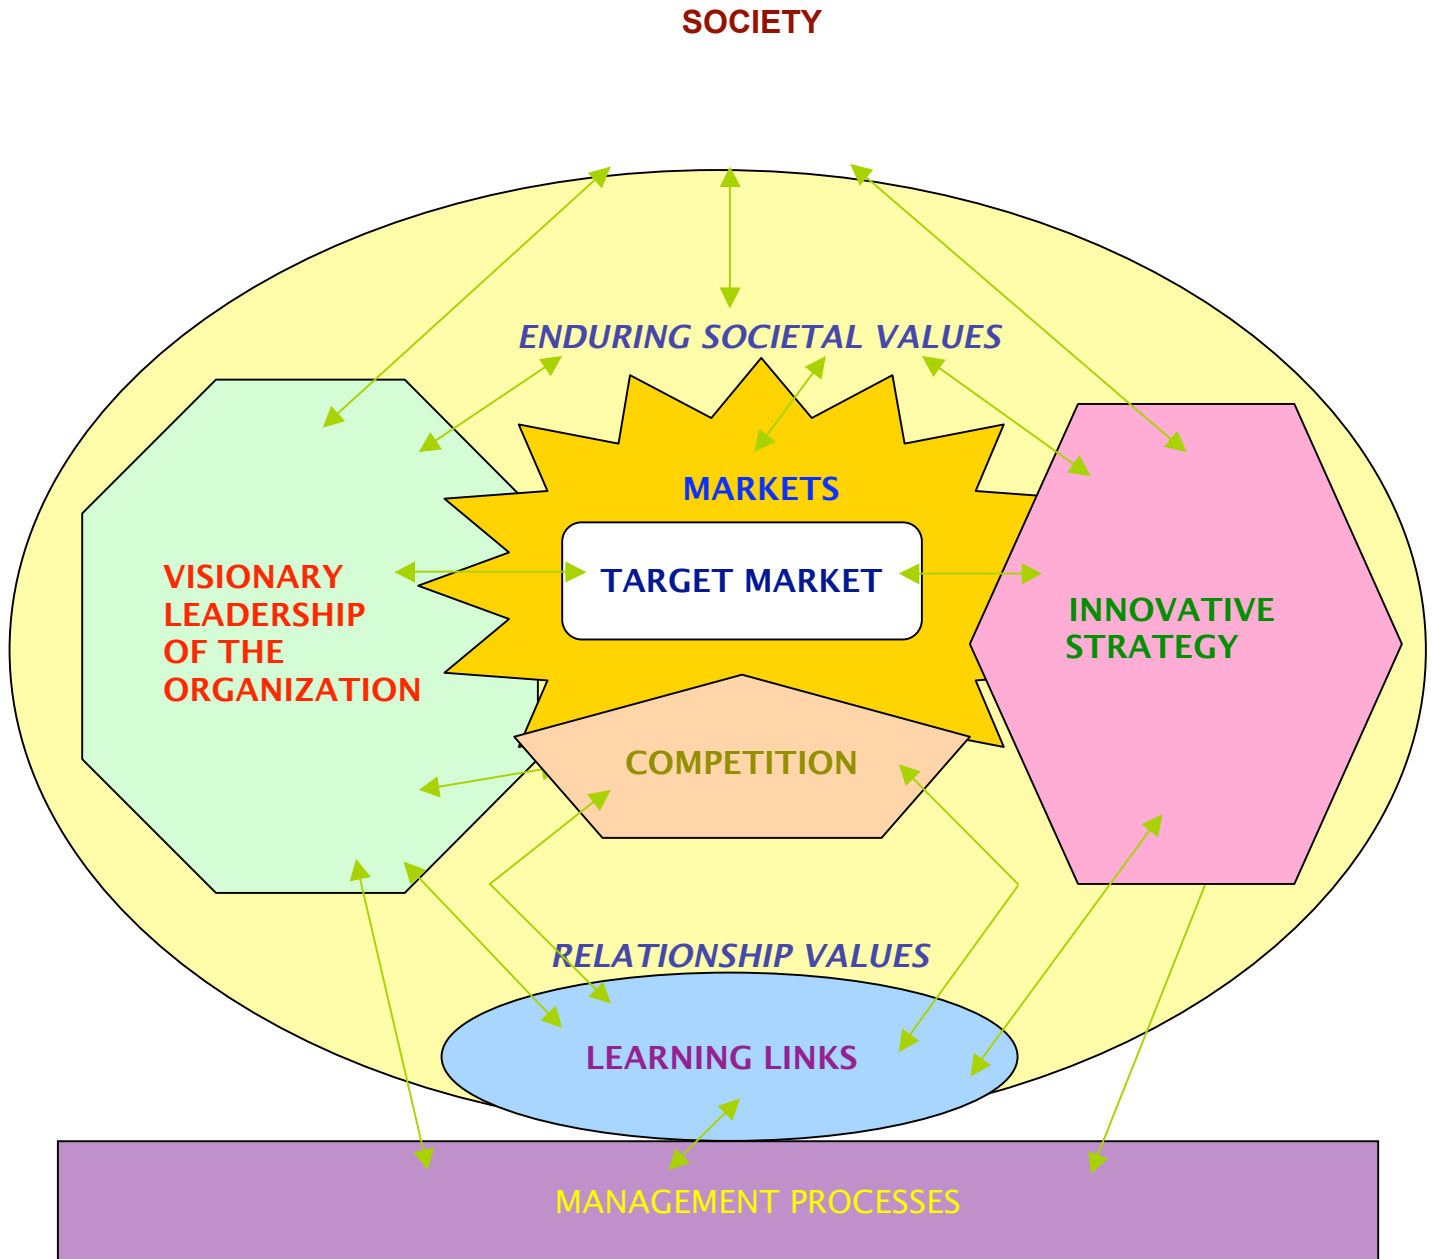 SOCIETY
ENDURING SOCIETAL VALUES
MARKETS
TARGET MARKET
VISIONARY
LEADERSHIP
OF THE
ORGANIZATION
INNOVATIVE
STRATEGY
COMPETITION
RELATIONSHIP VALUES
LEARNING LINKS
MANAGEMENT PROCESSES